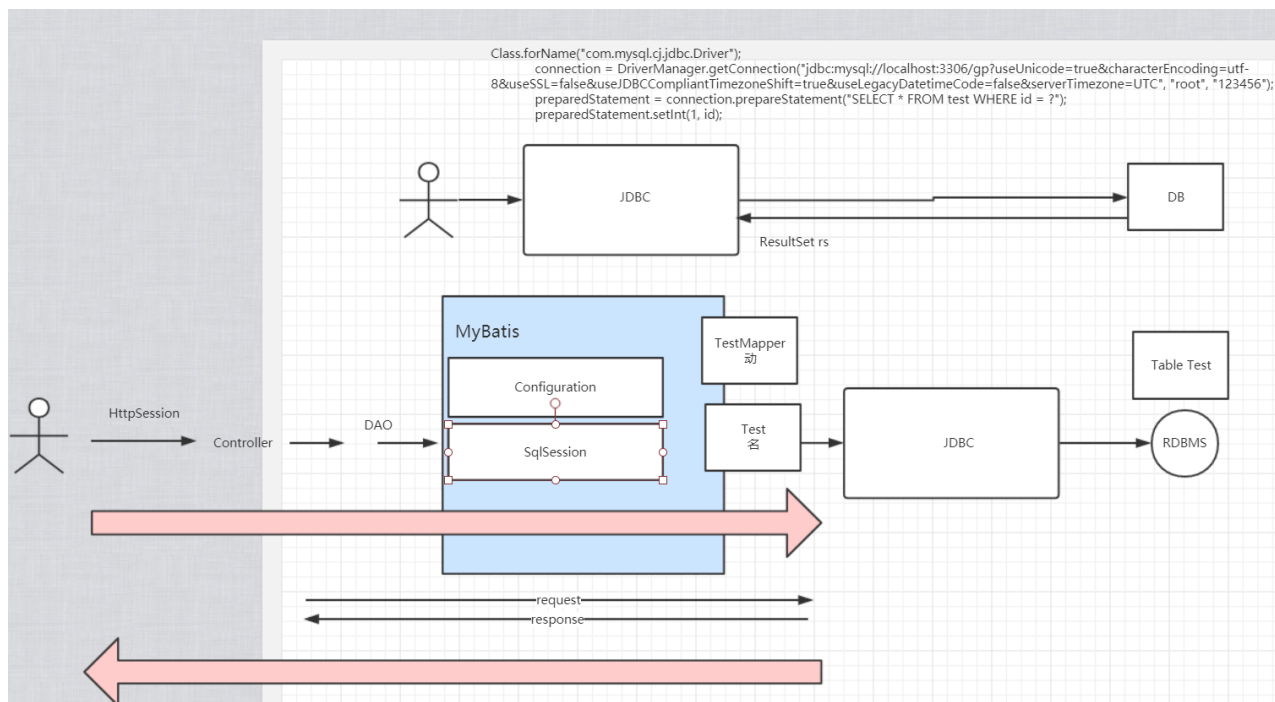 Class.forName("com.mysql.cj.jdbc.Driver");
connection = DriverManager.getConnection("jdbc:mysql://localhost:3306/gp?useUnicode=true&characterEncoding=utf-
8&useSSL=false&useJDBCCompliantTimezoneShift=true&useLegacyDatetimeCode=false&serverTimezone=UTC", "root", "123456");
preparedStatement = connection.prepareStatement("SELECT * FROM test WHERE id = ?");
preparedStatement.setInt(1, id);
JDBC
DB
ResultSet rs
MyBatis
TestMapper
动
Table Test
Configuration
HttpSession
Controller
DAO
SqlSession
Test
名
JDBC
RDBMS
request
response